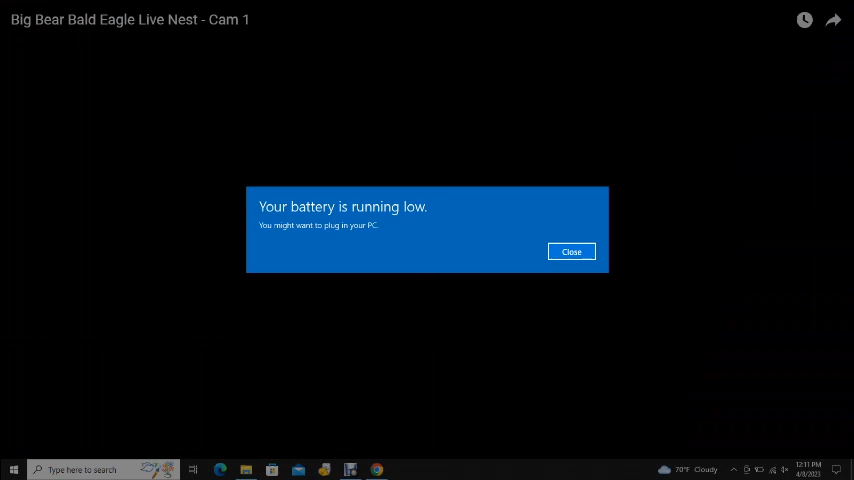 Big Bear Bald Eagle Live Nest - Cam 1
Your battery is running low.
You might want to plug in your PC.
Close
Type here to search
70°F Cloudy
12:11 PM
4/8/2023